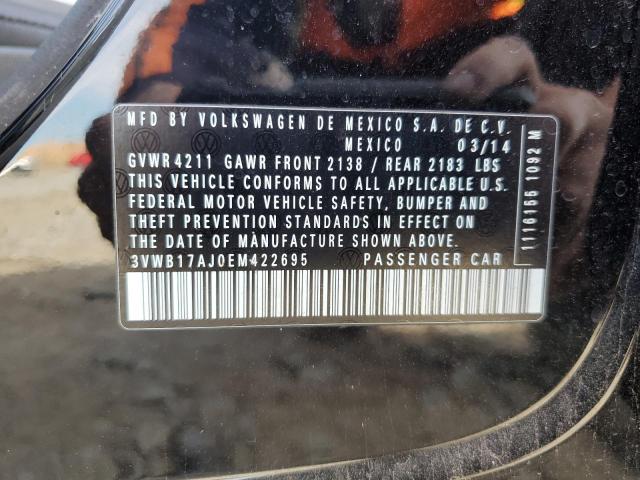 MFD BY VOLKSWAGEN DE MEXICO S.A. DE C.V.
MEXICO 03/14
GVWR 4211 GAWR FRONT 2138 / REAR 2183 LBS
THIS VEHICLE CONFORMS TO ALL APPLICABLE U.S.
FEDERAL MOTOR VEHICLE SAFETY, BUMPER AND
THEFT PREVENTION STANDARDS IN EFFECT ON
THE DATE OF MANUFACTURE SHOWN ABOVE.
3VWB17AJ0EM422695 PASSENGER CAR
1116166 1092 M